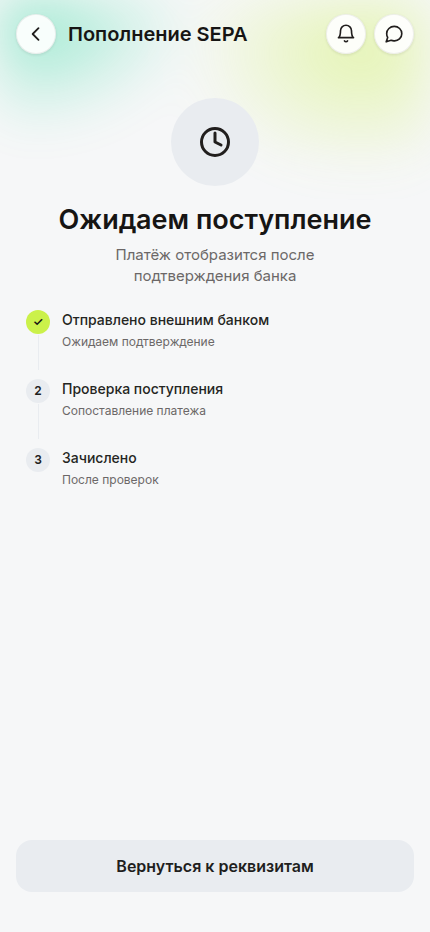 Пополнение SEPA
Ожидаем поступление
Платёж отобразится после
подтверждения банка
Отправлено внешним банком
Ожидаем подтверждение
2
Проверка поступления
Сопоставление платежа
3
Зачислено
После проверок
Вернуться к реквизитам